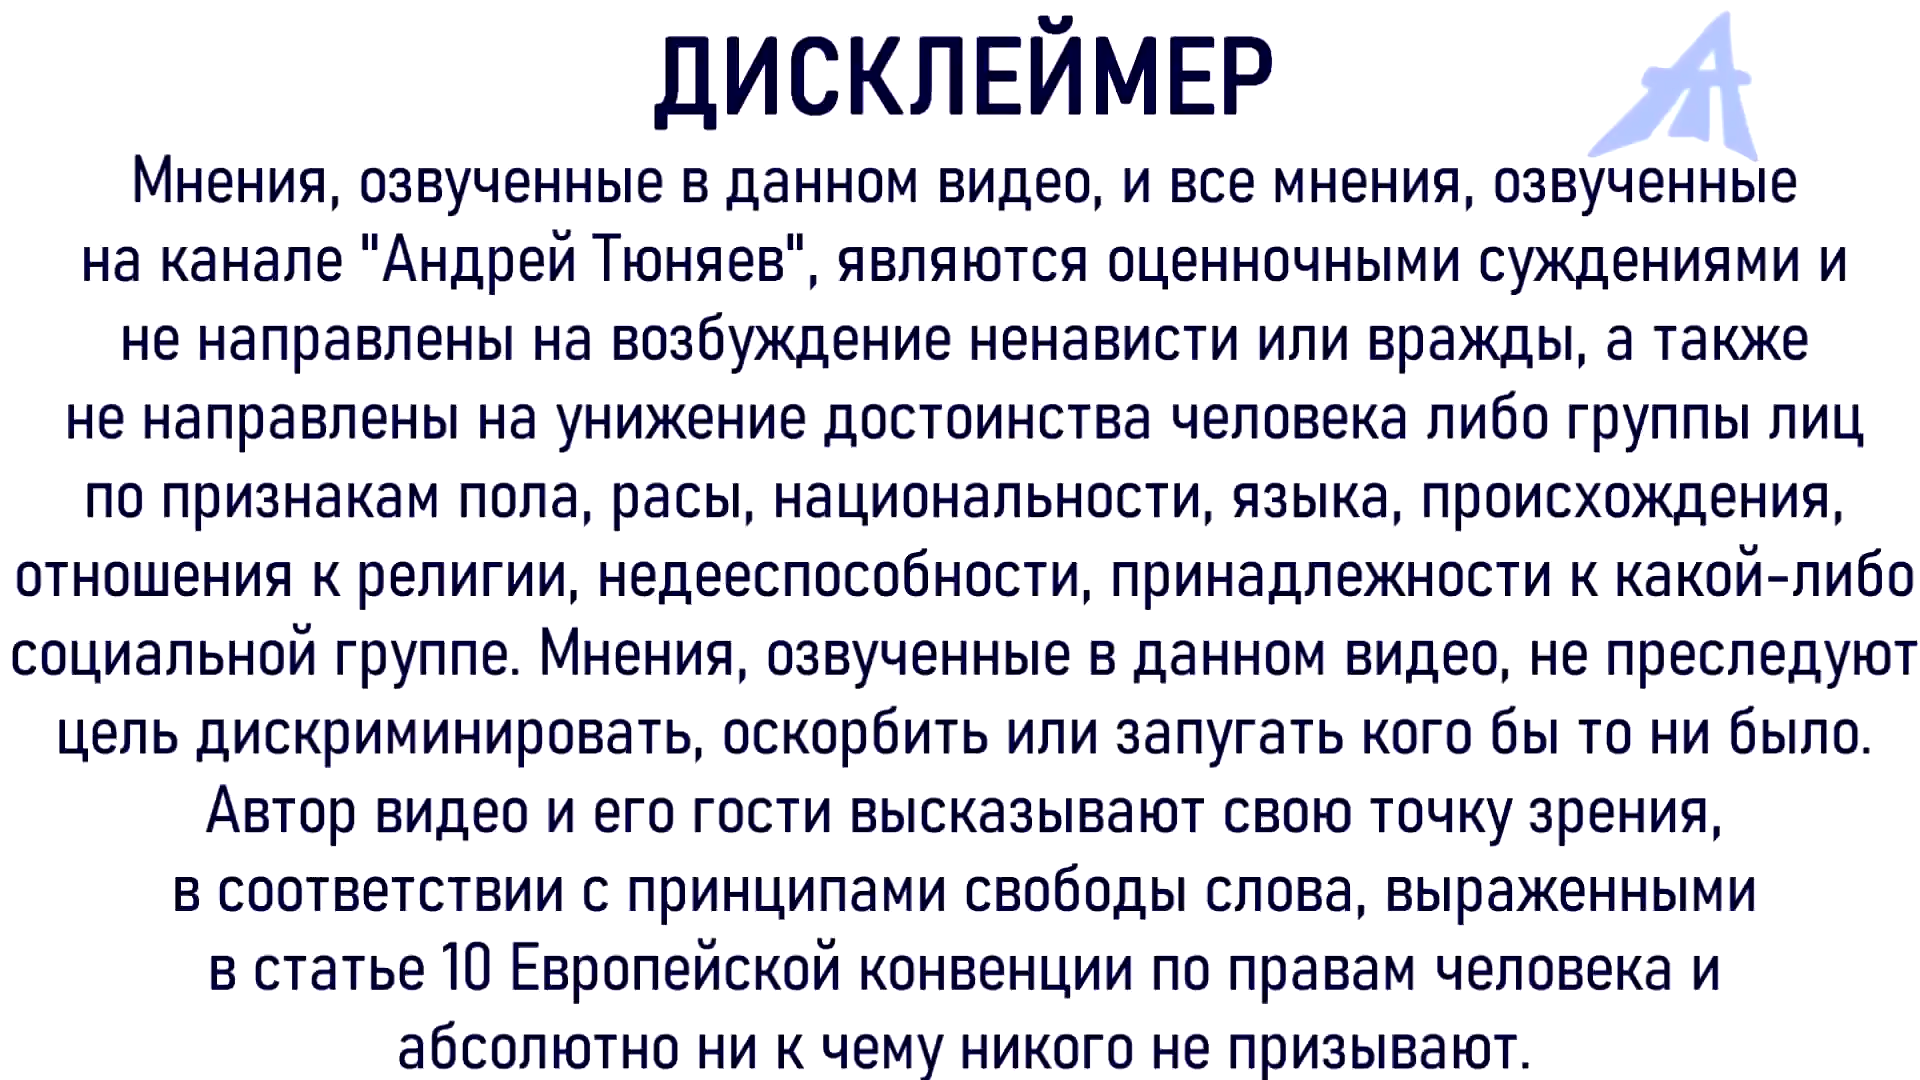 ДИСКЛЕЙМЕР
Мнения, озвученные в данном видео, и все мнения, озвученные
на канале "Андрей Тюняев", являются оценночными суждениями и
не направлены на возбуждение ненависти или вражды, а также
не направлены на унижение достоинства человека либо группы лиц
по признакам пола, расы, национальности, языка, происхождения,
отношения к религии, недееспособности, принадлежности к какой-либо
социальной группе. Мнения, озвученные в данном видео, не преследуют
цель дискриминировать, оскорбить или запугать кого бы то ни было.
Автор видео и его гости высказывают свою точку зрения,
в соответствии с принципами свободы слова, выраженными
в статье 10 Европейской конвенции по правам человека и
абсолютно ни к чему никого не призывают.